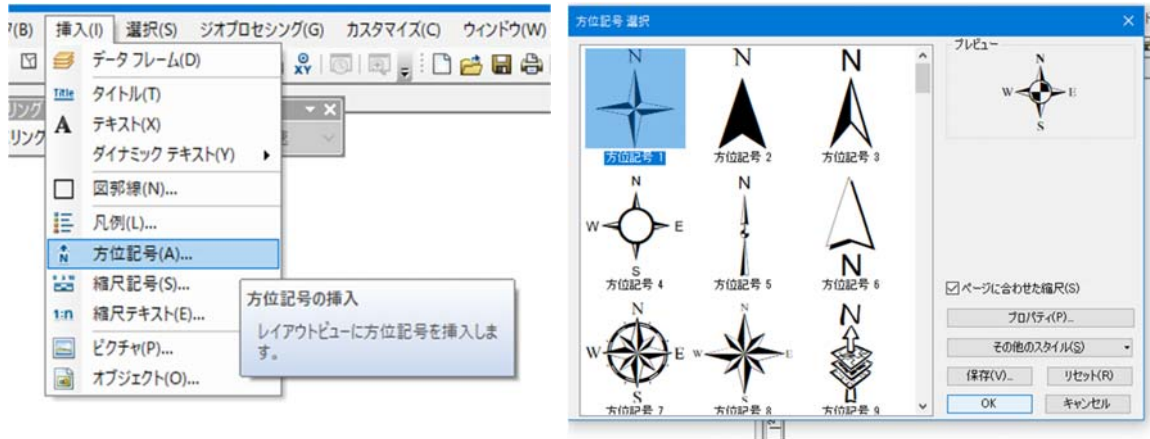 (B)
挿入(I)
選択(S)
ジオプロセシング(G)
カスタマイズ(C)
ウィンドウ(W)
データ フレーム(D)
XY
Title
タイトル(T)
リング
A
テキスト(X)
リンク
ダイナミック テキスト(Y)
図郭線(N)...
凡例(L)...
N
方位記号(A)...
縮尺記号(S)...
1:n
縮尺テキスト(E)...
ピクチャ(P)...
オブジェクト(O)...
方位記号の挿入
レイアウトビューに方位記号を挿入しま
す。
方位記号 選択
N
N
N
方位記号 1
方位記号 2
方位記号 3
N
W
E
S
N
N
方位記号 4
方位記号 5
方位記号 6
N
W
E
S
N
W
E
S
N
方位記号 7
方位記号 8
方位記号 9
プレビュー
N
W
E
S
ページに合わせた縮尺(S)
プロパティ(P)...
その他のスタイル(S)
保存(V)...
リセット(R)
OK
キャンセル